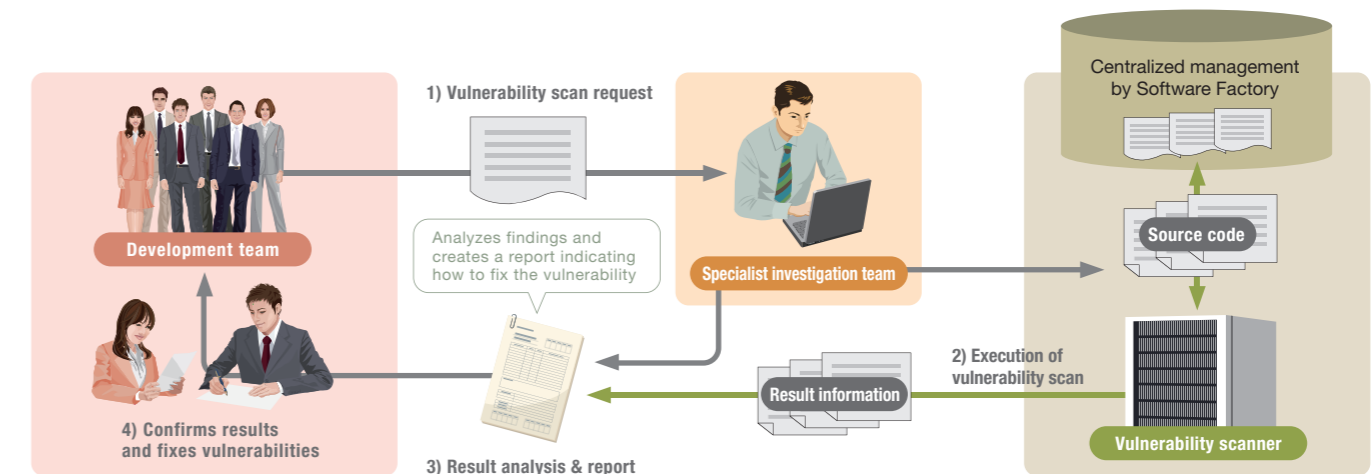 Centralized management
by Software Factory
1) Vulnerability scan request
Development team
Analyzes findings and
creates a report indicating
how to fix the vulnerability
Specialist investigation team
Source code
2) Execution of
vulnerability scan
Result information
Vulnerability scanner
4) Confirms results
and fixes vulnerabilities
3) Result analysis & report